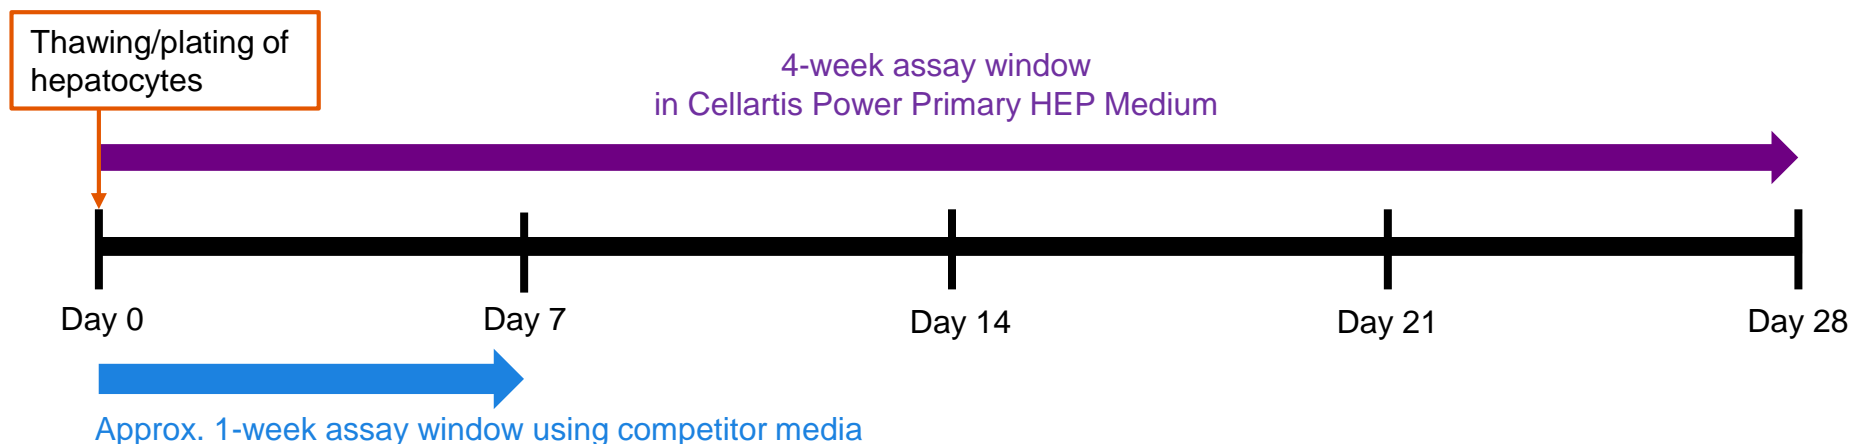 Thawing/plating of
hepatocytes
4-week assay window
in Cellartis Power Primary HEP Medium
Day 0
Day 7
Day 14
Day 21
Day 28
Approx. 1-week assay window using competitor media